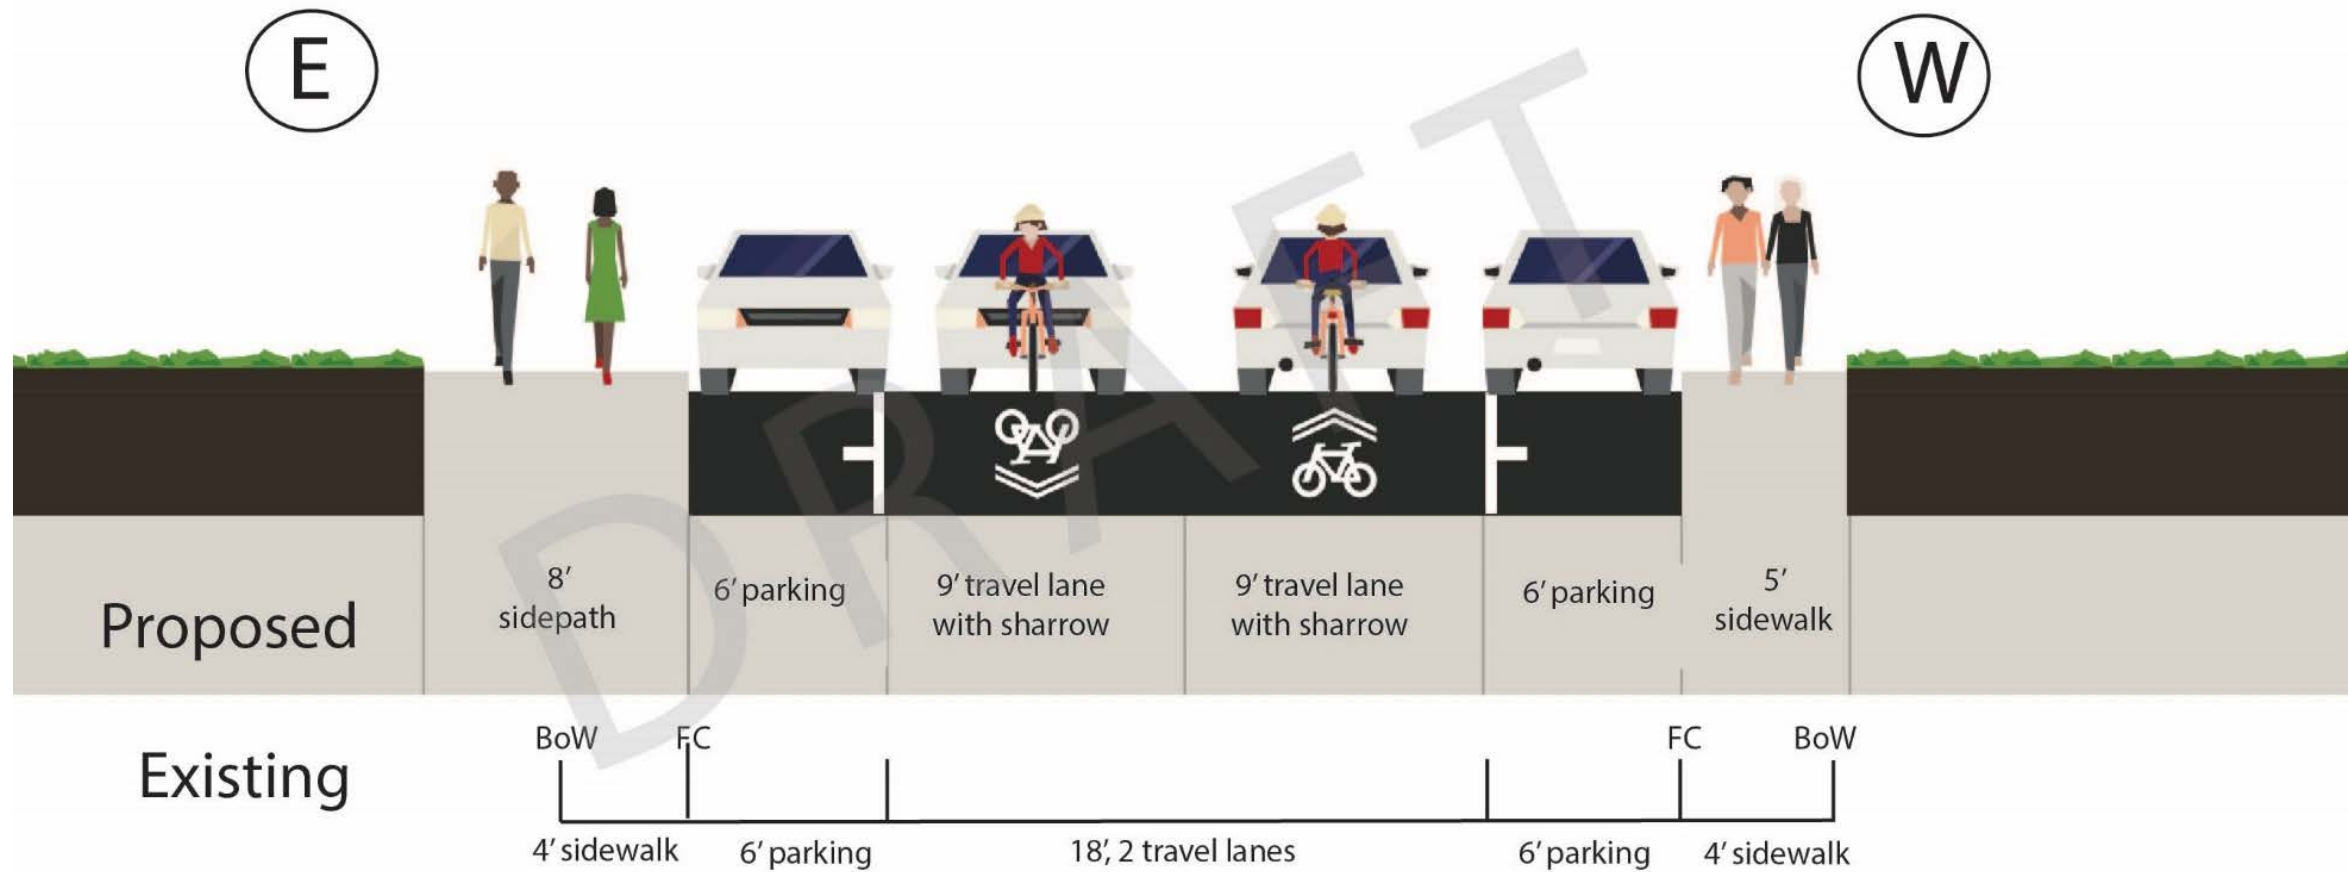 E
W
DRAFT
8’
sidepath
6’ parking
9’ travel lane
with sharrow
9’ travel lane
with sharrow
6’ parking
5’
sidewalk
Proposed
BoW
FC
FC
BoW
Existing
4’ sidewalk
6’ parking
18’, 2 travel lanes
6’ parking
4’ sidewalk